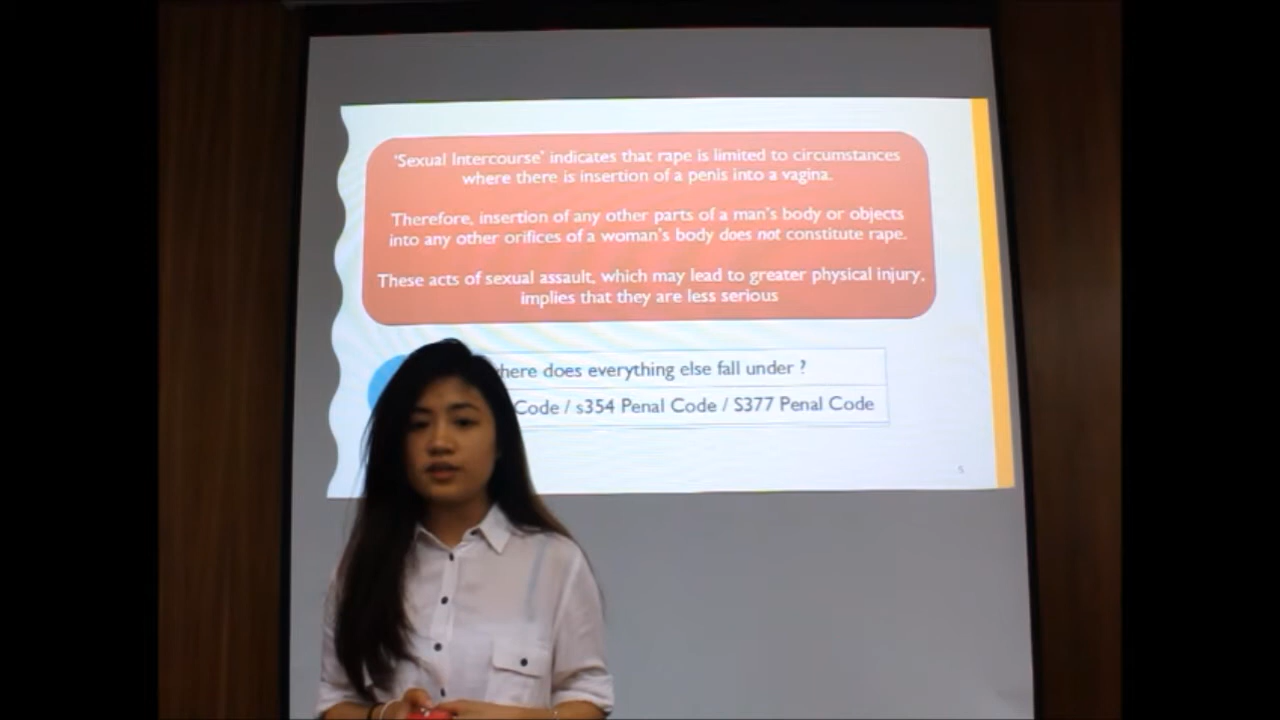 ‘Sexual Intercourse’ indicates that rape is limited to circumstances
where there is insertion of a penis into a vagina.
Therefore, insertion of any other parts of a man’s body or objects
into any other orifices of a woman’s body does not constitute rape.
These acts of sexual assault, which may lead to greater physical injury,
implies that they are less serious
here does everything else fall under ?
Code / s354 Penal Code / S377 Penal Code
5